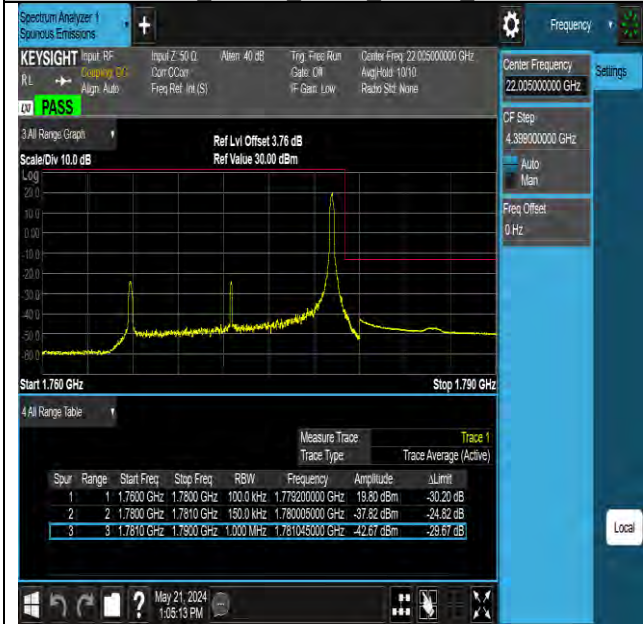 Spectrum Analyzer 1
Spurious Emissions
Frequency
KEYSIGHT Input: RF Input Z: 50 Ω Atten: 40 dB Trig: Free Run Center Freq: 22.005000000 GHz
RL Coupling: DC Corr CCorr Gate: Off Avg|Hold: 10/10
Align: Auto Freq Ref: Int (S) IF Gain: Low Radio Std: None
PASS
Center Frequency
22.005000000 GHz
Settings
CF Step
4.399000000 GHz
Auto
Man
Freq Offset
0 Hz
3 All Range Graph
Ref Lvl Offset 3.76 dB
Scale/Div 10.0 dB Ref Value 30.00 dBm
Log
20.0
10.0
0.00
-10.0
-20.0
-30.0
-40.0
-50.0
-60.0
Start 1.760 GHz Stop 1.790 GHz
4 All Range Table
Measure Trace Trace 1
Trace Type Trace Average (Active)
Spur Range Start Freq Stop Freq RBW Frequency Amplitude ΔLimit
1 1 1.7600 GHz 1.7800 GHz 100.0 kHz 1.779200000 GHz 19.80 dBm -30.20 dB
2 2 1.7800 GHz 1.7810 GHz 150.0 kHz 1.780005000 GHz -37.82 dBm -24.82 dB
3 3 1.7810 GHz 1.7900 GHz 1.000 MHz 1.781045000 GHz -42.67 dBm -29.67 dB
Local
May 21, 2024
1:05:13 PM